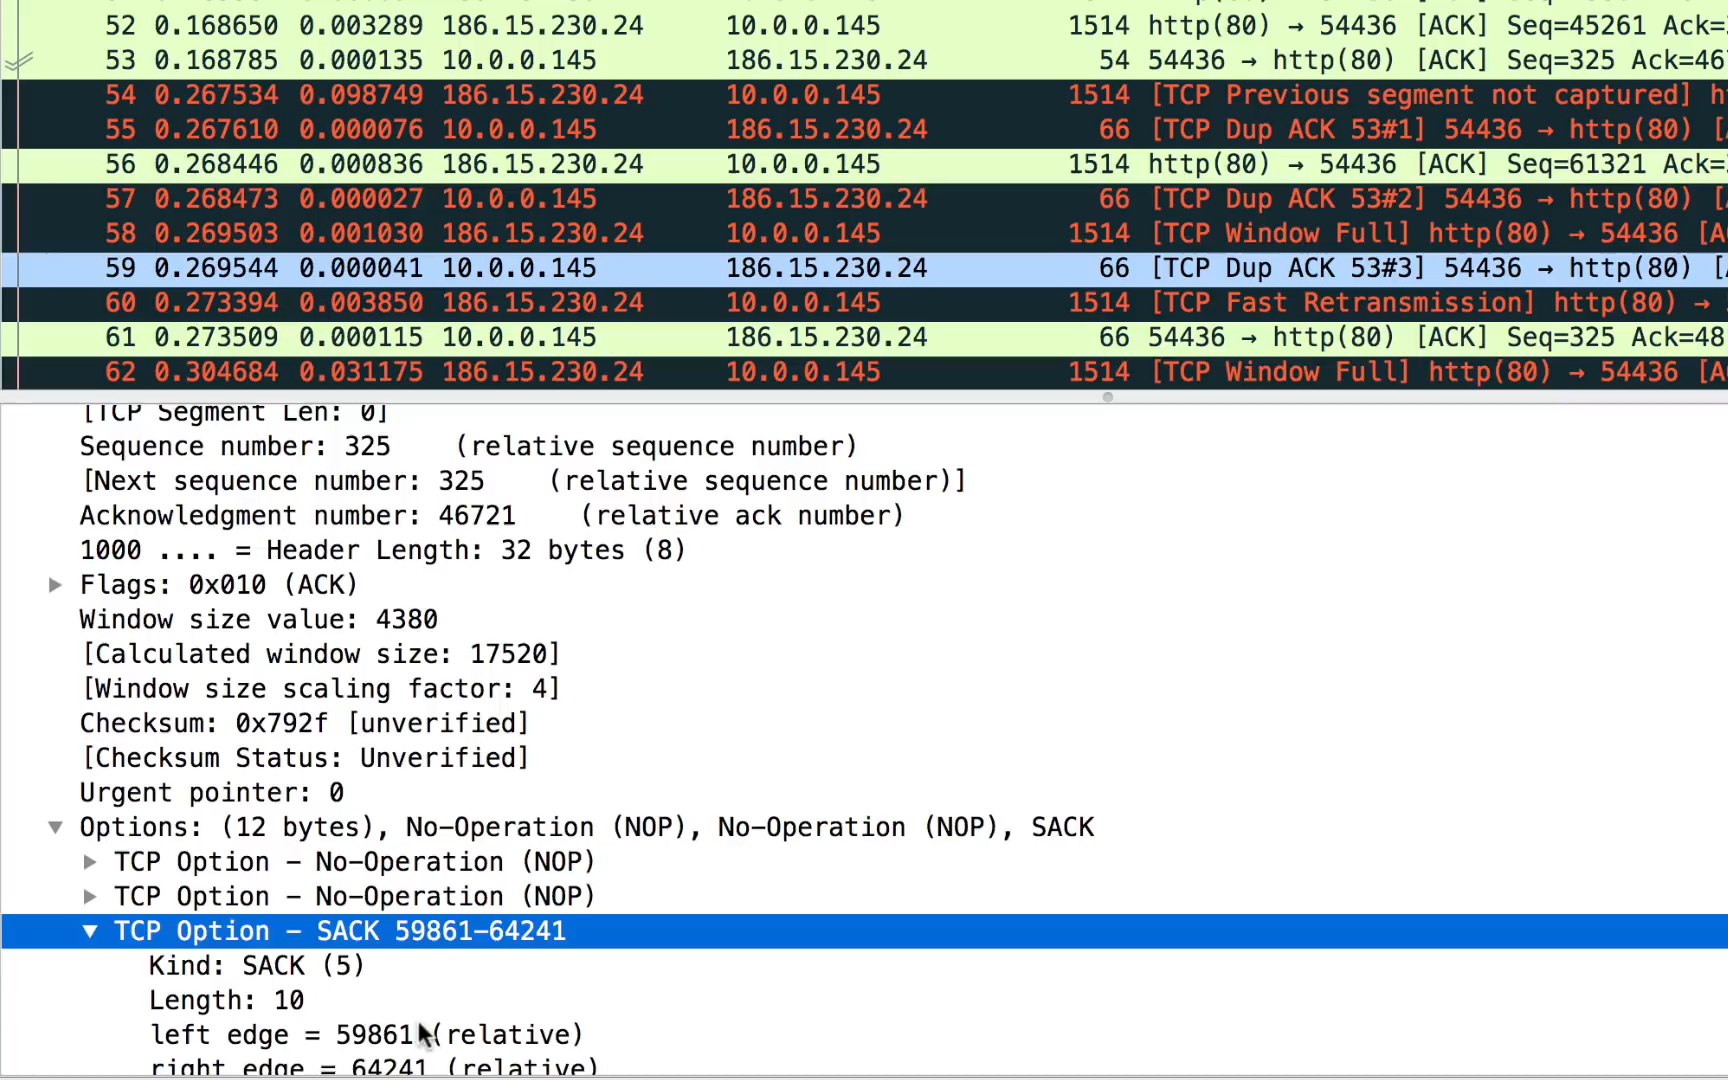 52 0.168650 0.003289 186.15.230.24 10.0.0.145 1514 http(80) → 54436 [ACK] Seq=45261 Ack=
53 0.168785 0.000135 10.0.0.145 186.15.230.24 54 54436 → http(80) [ACK] Seq=325 Ack=46
54 0.267534 0.098749 186.15.230.24 10.0.0.145 1514 [TCP Previous segment not captured]
55 0.267610 0.000076 10.0.0.145 186.15.230.24 66 [TCP Dup ACK 53#1] 54436 → http(80) [
56 0.268446 0.000836 186.15.230.24 10.0.0.145 1514 http(80) → 54436 [ACK] Seq=61321 Ack=
57 0.268473 0.000027 10.0.0.145 186.15.230.24 66 [TCP Dup ACK 53#2] 54436 → http(80) [
58 0.269503 0.001030 186.15.230.24 10.0.0.145 1514 [TCP Window Full] http(80) → 54436 [A
59 0.269544 0.000041 10.0.0.145 186.15.230.24 66 [TCP Dup ACK 53#3] 54436 → http(80) [
60 0.273394 0.003850 186.15.230.24 10.0.0.145 1514 [TCP Fast Retransmission] http(80) →
61 0.273509 0.000115 10.0.0.145 186.15.230.24 66 54436 → http(80) [ACK] Seq=325 Ack=48
62 0.304684 0.031175 186.15.230.24 10.0.0.145 1514 [TCP Window Full] http(80) → 54436 [A
[TCP Segment Len: 0]
Sequence number: 325 (relative sequence number)
[Next sequence number: 325 (relative sequence number)]
Acknowledgment number: 46721 (relative ack number)
1000 .... = Header Length: 32 bytes (8)
Flags: 0x010 (ACK)
Window size value: 4380
[Calculated window size: 17520]
[Window size scaling factor: 4]
Checksum: 0x792f [unverified]
[Checksum Status: Unverified]
Urgent pointer: 0
Options: (12 bytes), No-Operation (NOP), No-Operation (NOP), SACK
TCP Option - No-Operation (NOP)
TCP Option - No-Operation (NOP)
TCP Option - SACK 59861-64241
Kind: SACK (5)
Length: 10
left edge = 59861 (relative)
right edge = 64241 (relative)